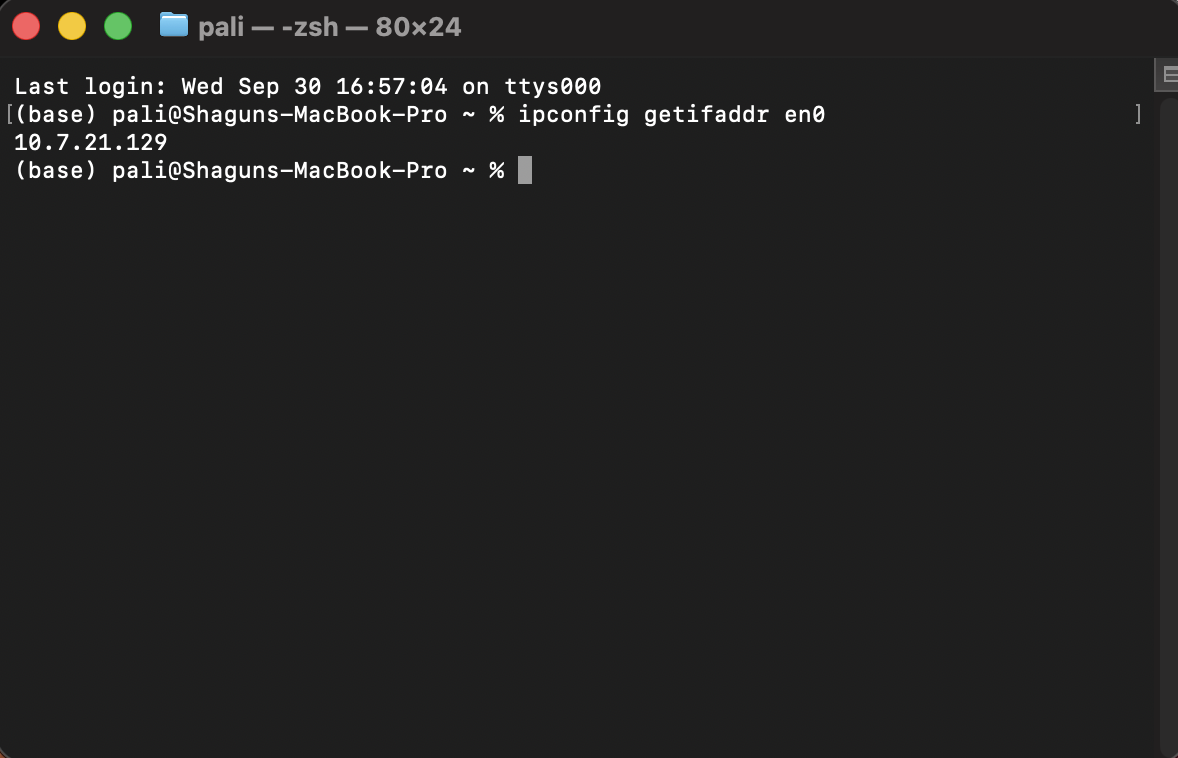 pali — -zsh — 80×24
Last login: Wed Sep 30 16:57:04 on ttys000
[(base) pali@Shaguns-MacBook-Pro ~ % ipconfig getifaddr en0 ]
10.7.21.129
(base) pali@Shaguns-MacBook-Pro ~ %